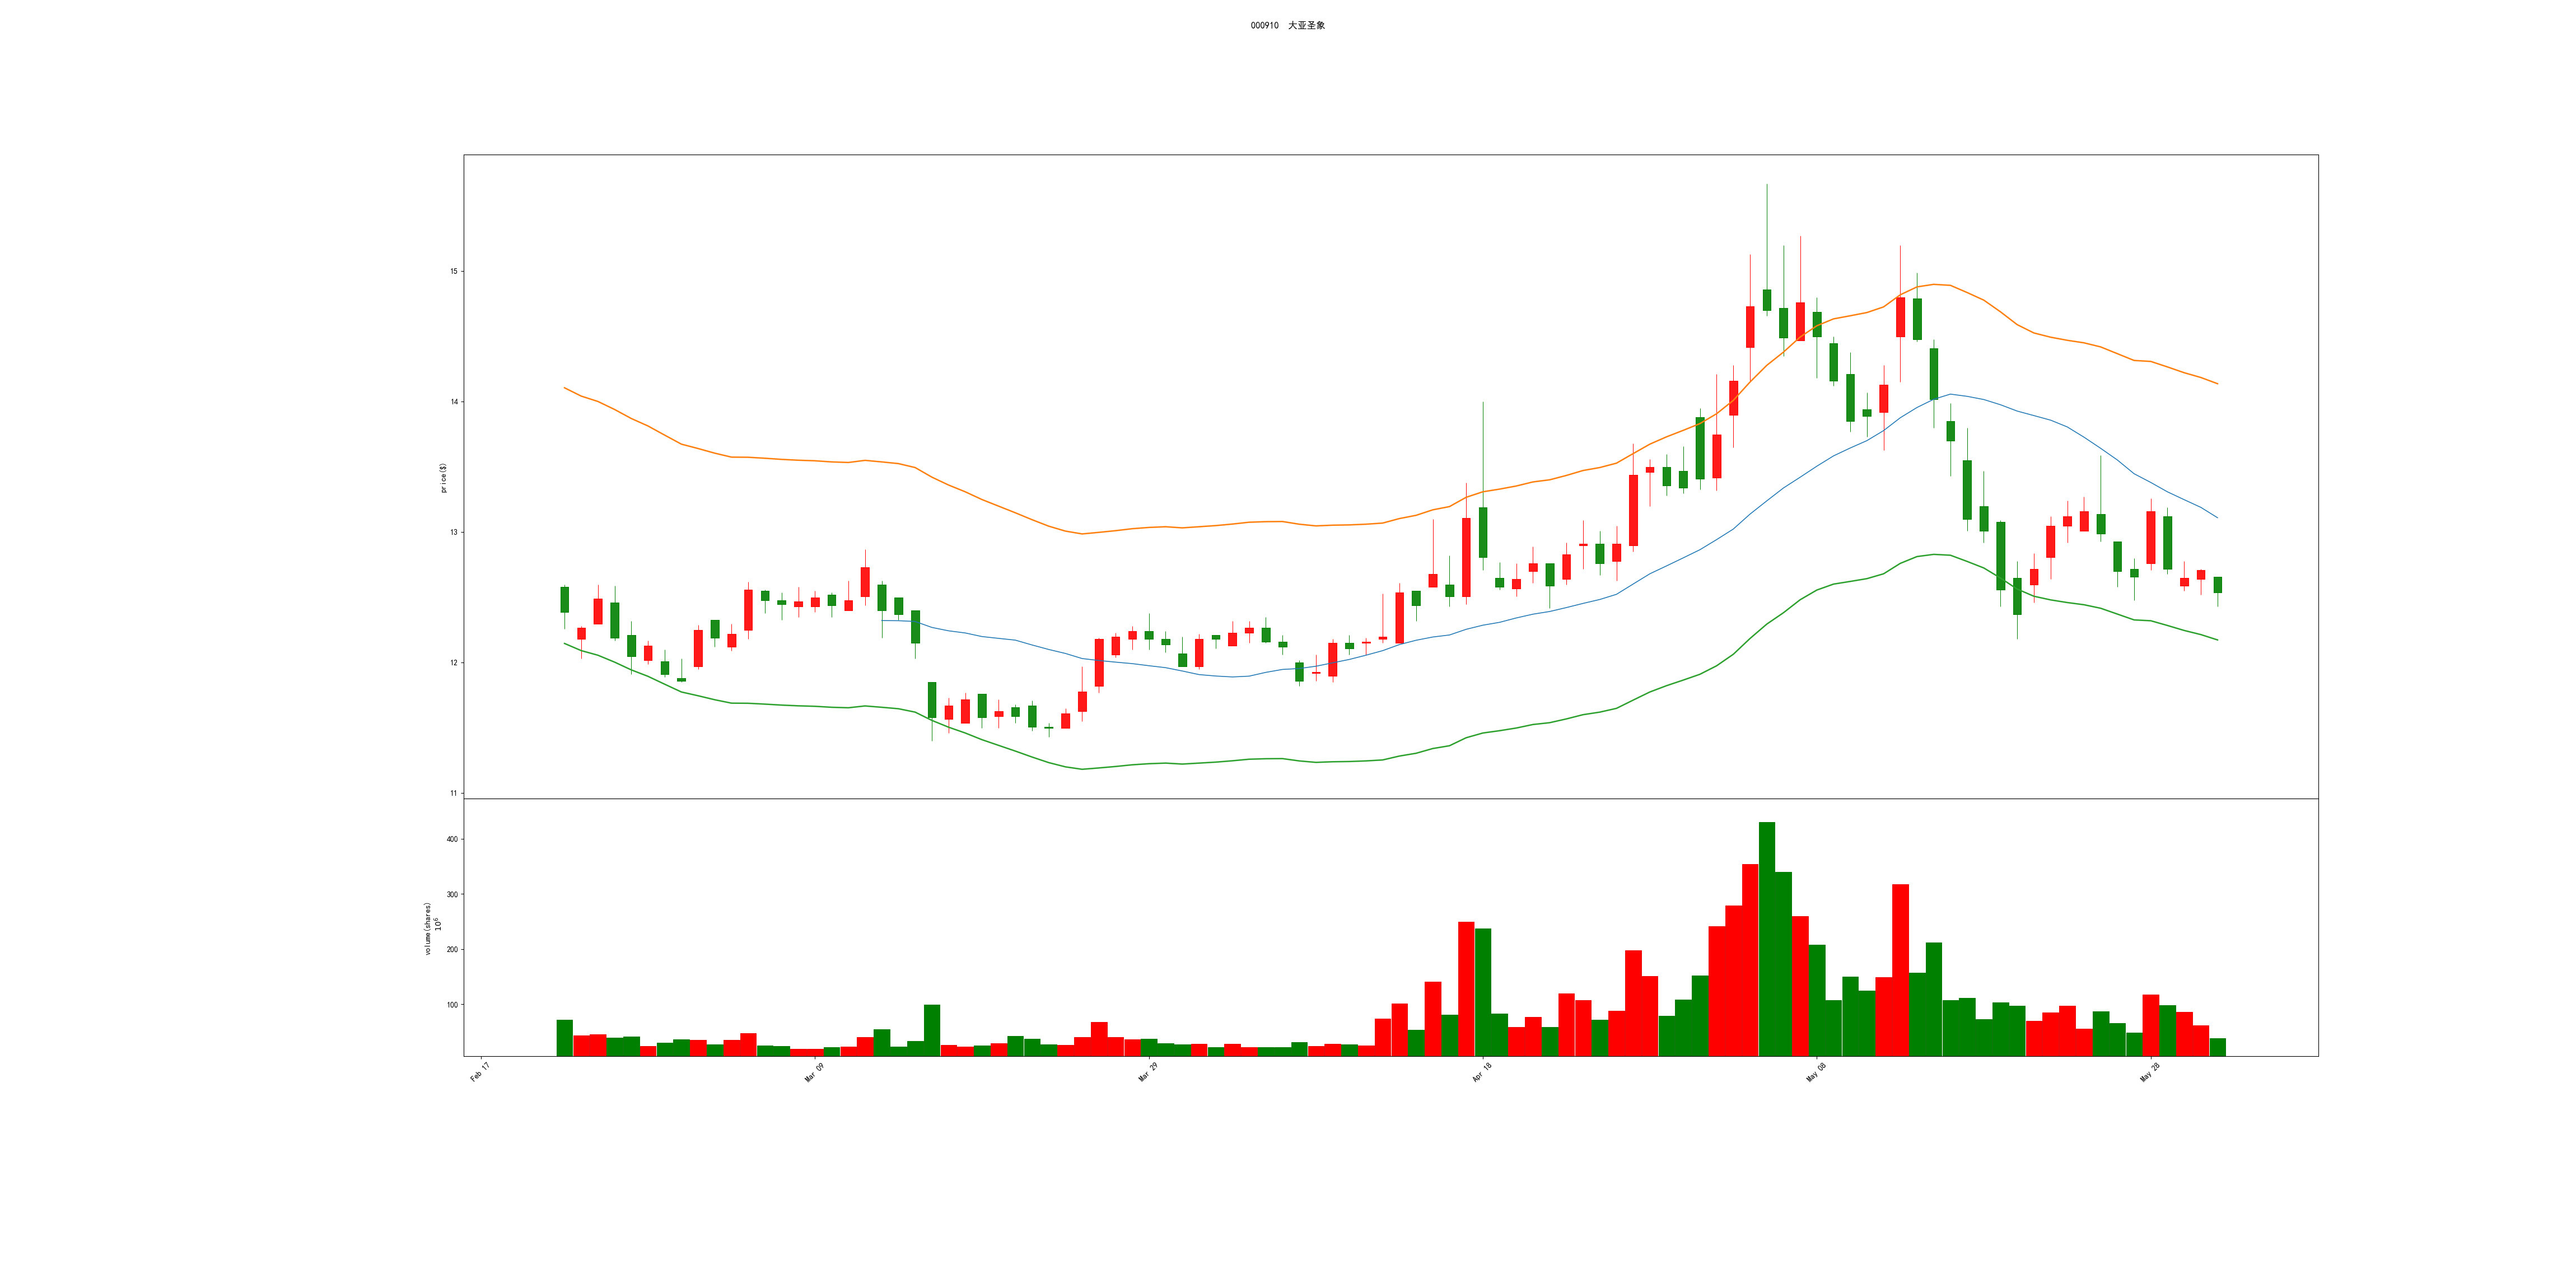 000910 大亚圣象
price($)
15
14
13
12
11
volume(shares)
10⁶
400
300
200
100
Feb 17
Mar 09
Mar 29
Apr 18
May 08
May 28